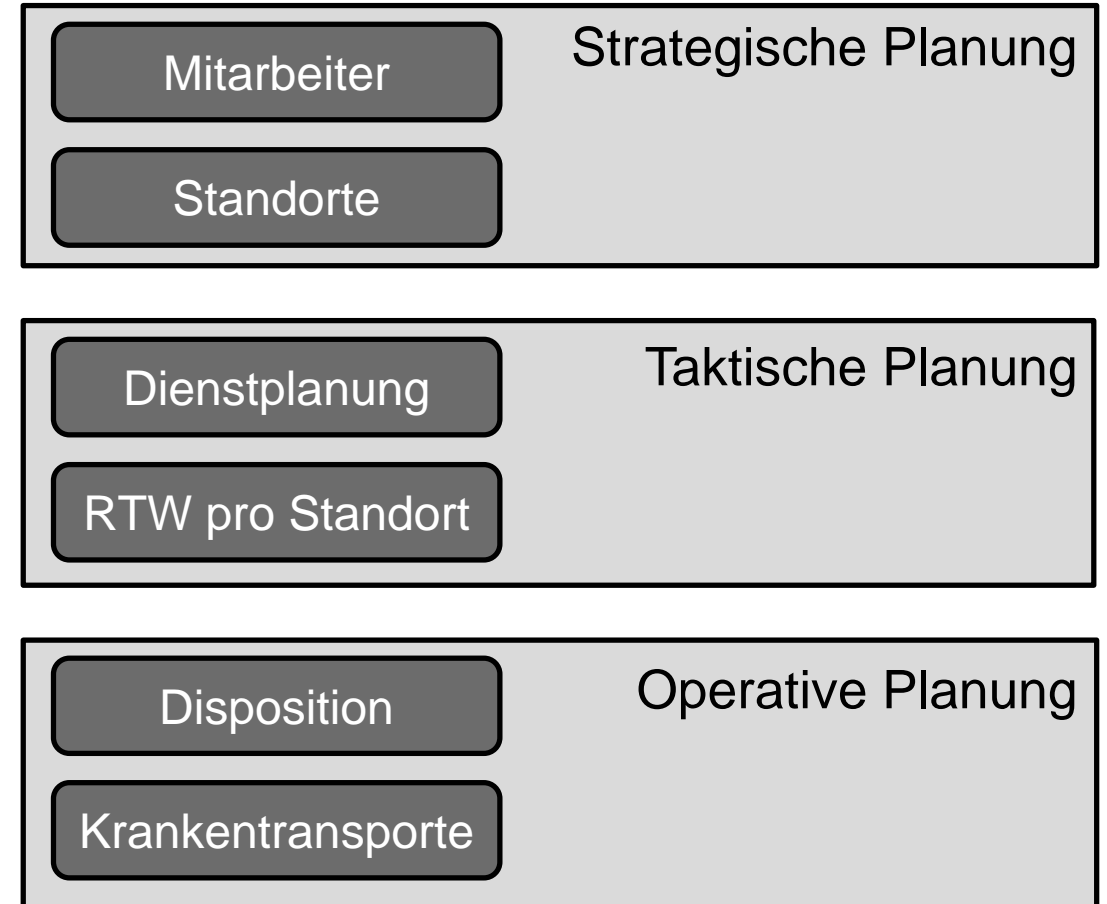 Strategische Planung
Mitarbeiter
Standorte
Taktische Planung
Dienstplanung
RTW pro Standort
Operative Planung
Disposition
Krankentransporte